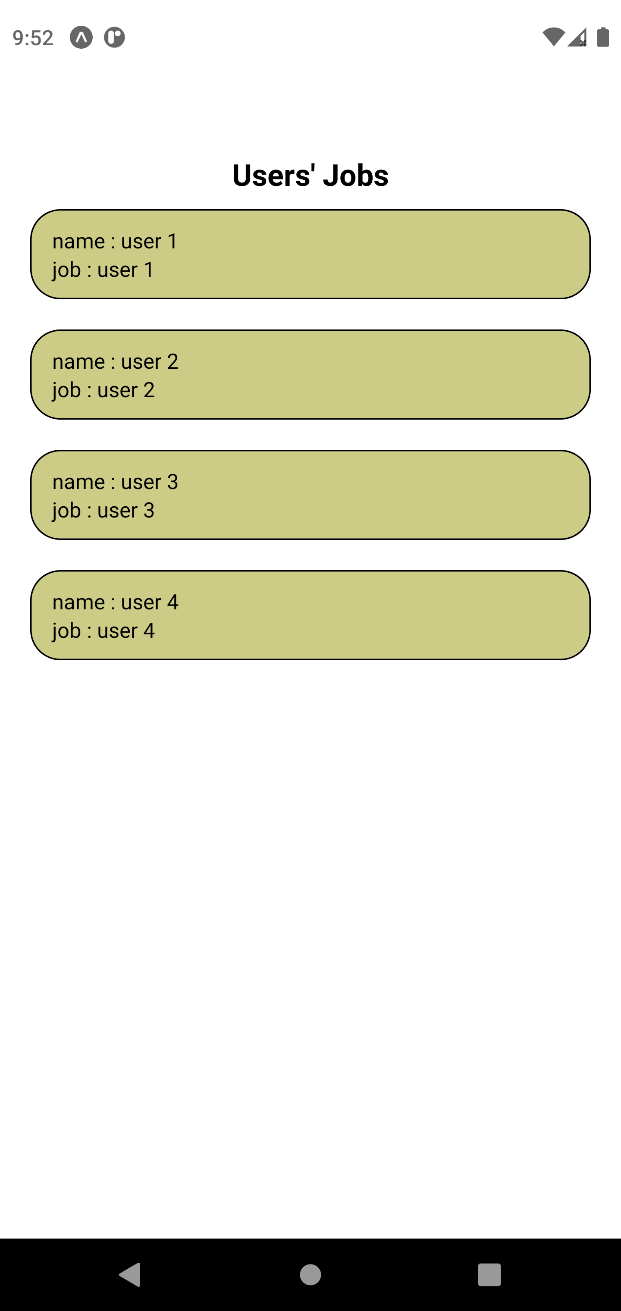 9:52
Users' Jobs
name : user 1
job : user 1
name : user 2
job : user 2
name : user 3
job : user 3
name : user 4
job : user 4